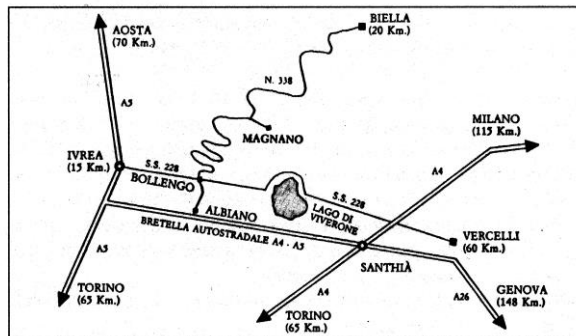 AOSTA
(70 Km.)
BIELLA
(20 Km.)
N. 338
A5
MAGNANO
MILANO
(115 Km.)
IVREA
(15 Km.)
S.S. 228
BOLLENGO
A4
S.S. 228
ALBIANO
LAGO DI
VIVERONE
BRETELLA AUTOSTRADALE A4 - A5
VERCELLI
(60 Km.)
A5
SANTHIÀ
TORINO
(65 Km.)
A4
TORINO
(65 Km.)
A26
GENOVA
(148 Km.)